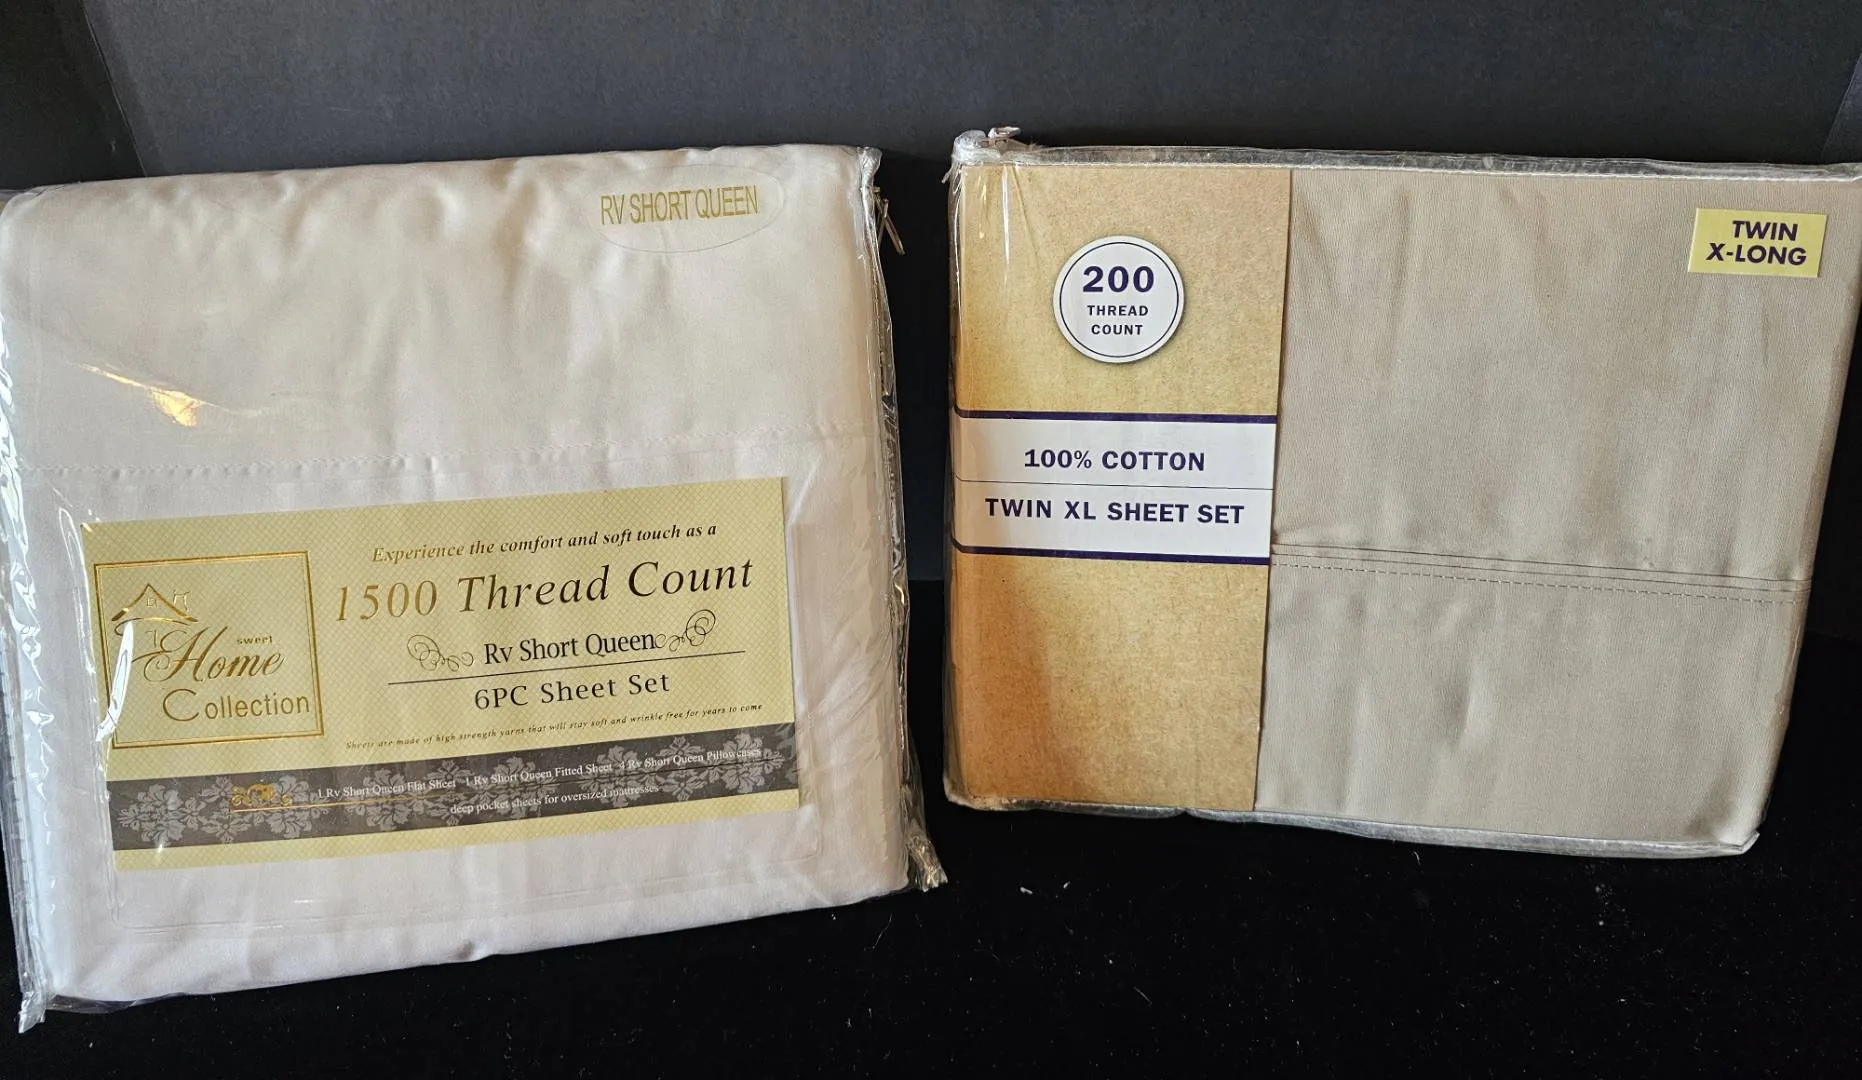 RV SHORT QUEEN
Experience the comfort and soft touch as a
1500 Thread Count
Rv Short Queen
6PC Sheet Set
Sheets are made of high strength yarns that will stay soft and wrinkle free for years to come
sweet
Home
Collection
1 Rv Short Queen Flat Sheet 1 Rv Short Queen Fitted Sheet 4 Rv Short Queen Pillowcases
deep pocket sheets for oversized mattresses
200
THREAD
COUNT
100% COTTON
TWIN XL SHEET SET
TWIN
X-LONG